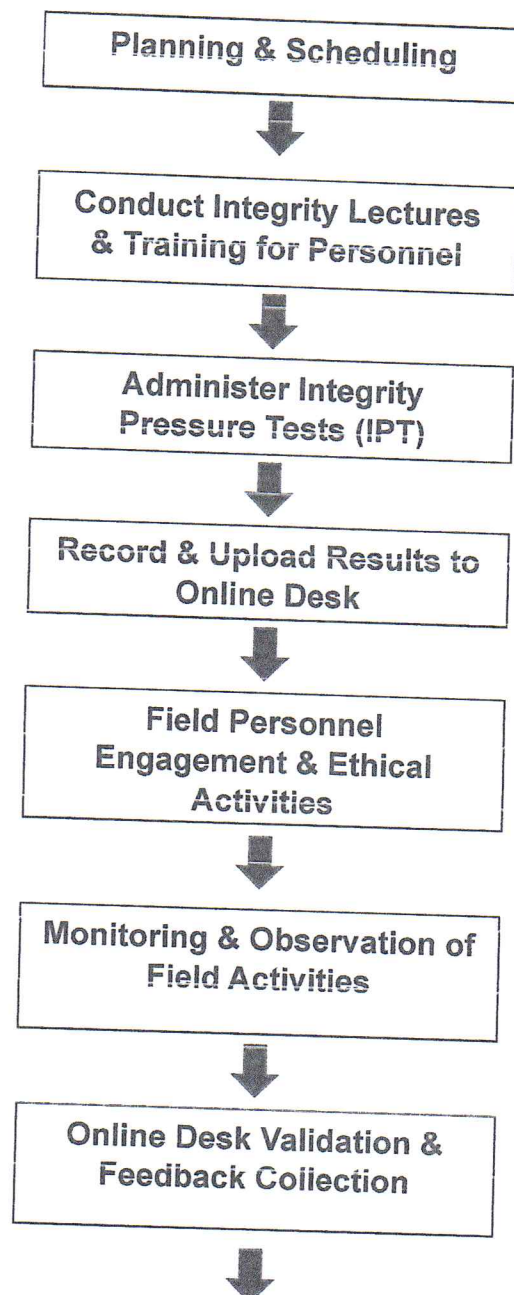 Planning & Scheduling
Conduct Integrity Lectures
& Training for Personnel
Administer Integrity
Pressure Tests (IPT)
Record & Upload Results to
Online Desk
Field Personnel
Engagement & Ethical
Activities
Monitoring & Observation of
Field Activities
Online Desk Validation &
Feedback Collection